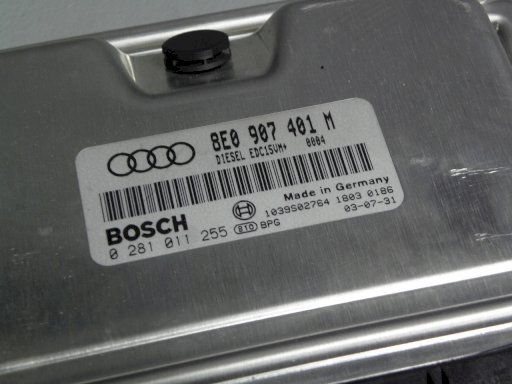 8E0 907 401 M
DIESEL EDC15VM+ 0004
Made in Germany
BOSCH 1039S02764 1803 0186
0 281 011 255 810 BPG 03-07-31